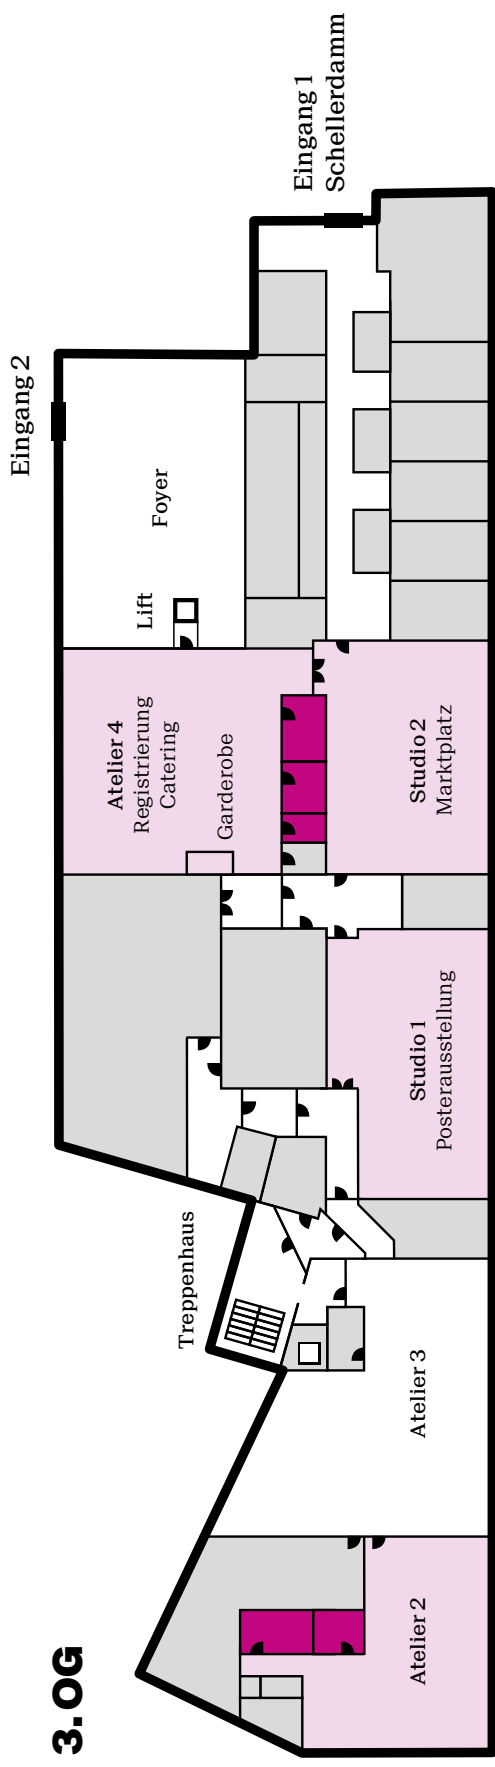 3. OG
Atelier 2
Atelier 3
Treppenhaus
Studio 1
Posterausstellung
Atelier 4
Registrierung
Catering
Garderobe
Studio 2
Marktplatz
Lift
Foyer
Eingang 2
Eingang 1
Schellerdamm